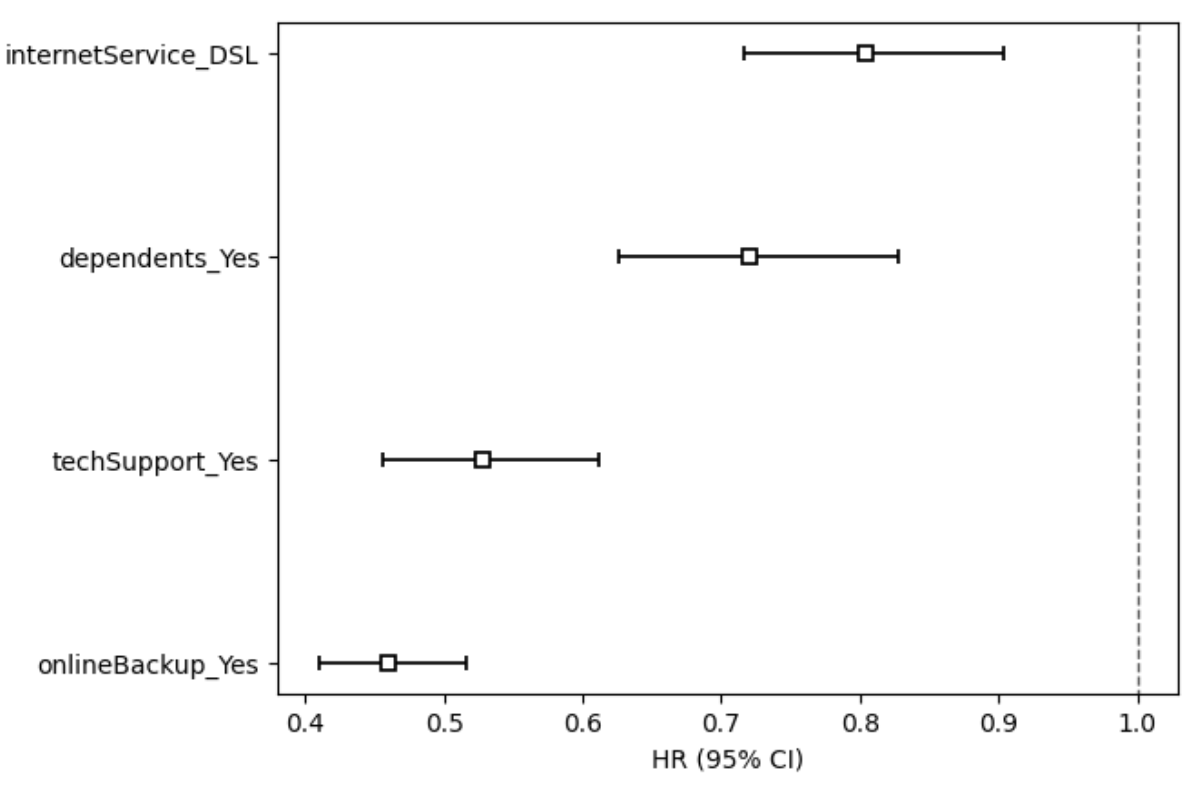 internetService_DSL
dependents_Yes
techSupport_Yes
onlineBackup_Yes
0.4 0.5 0.6 0.7 0.8 0.9 1.0
HR (95% CI)